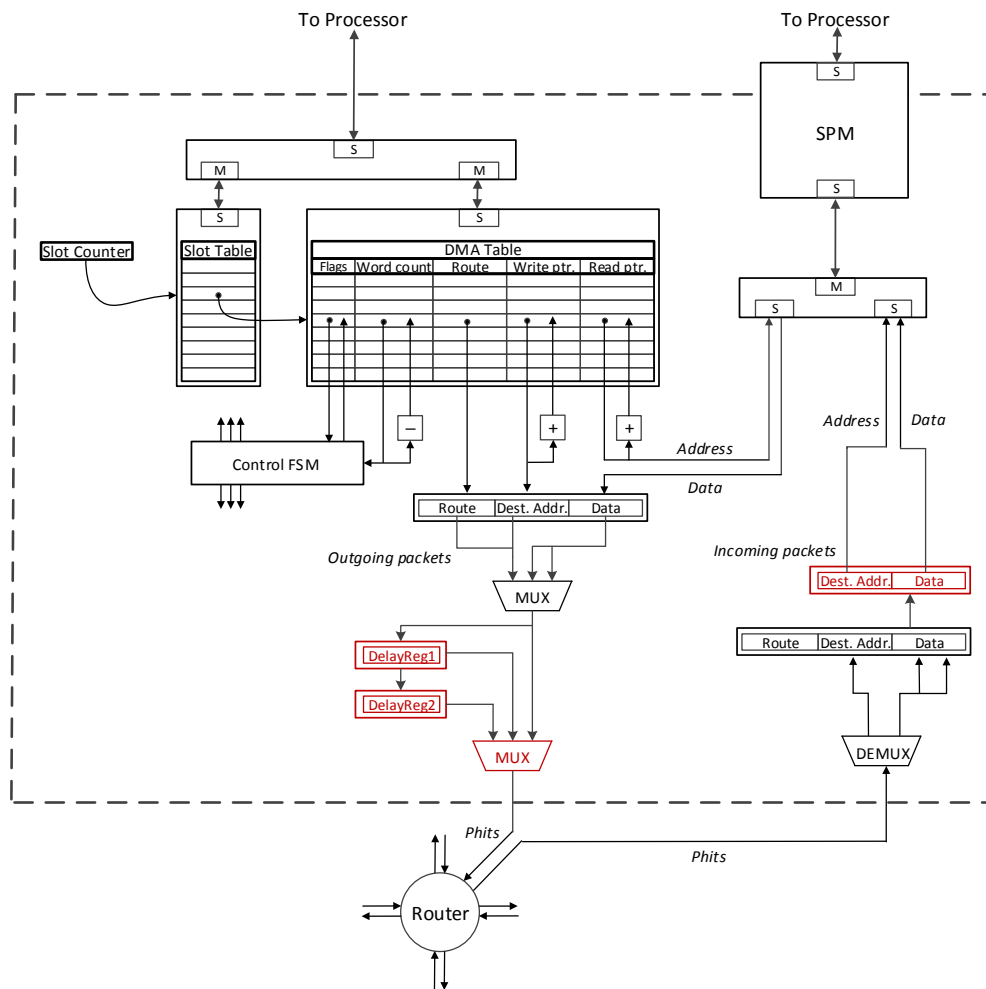 To Processor
To Processor
S
SPM
S
M
M
S
S
S
S
Slot Counter
Slot Table
DMA Table
Flags
Word count
Route
Write ptr.
Read ptr.
M
S
S
–
+
+
Address
Data
Address
Data
Control FSM
Route
Dest. Addr.
Data
Outgoing packets
Incoming packets
MUX
Dest. Addr.
Data
Route
Dest. Addr.
Data
DelayReg1
DelayReg2
MUX
DEMUX
Phits
Phits
Router